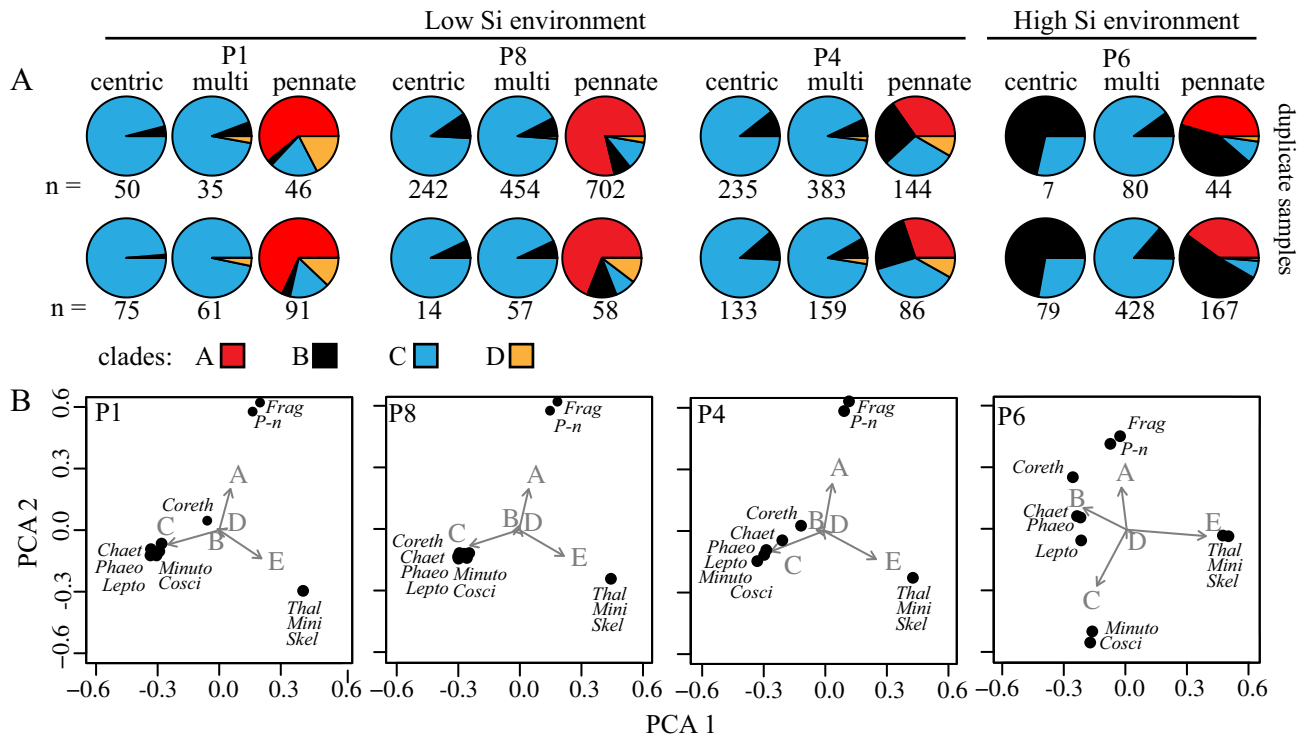 Low Si environment High Si environment
P1 P8 P4 P6
A centric multi pennate centric multi pennate centric multi pennate centric multi pennate
n = 50 35 46 242 454 702 235 383 144 7 80 44
n = 75 61 91 14 57 58 133 159 86 79 428 167
duplicate samples
clades: A B C D
B
PCA 2
0.6
0.3
0.0
−0.3
−0.6
P1
Frag
P-n
A
Coreth
C
D
B
E
Chaet
Phaeo
Lepto
Minuto
Cosci
Thal
Mini
Skel
−0.6 −0.3 0.0 0.3 0.6
P8
Frag
P-n
A
B
D
C
E
Coreth
Chaet
Phaeo
Lepto
Minuto
Cosci
Thal
Mini
Skel
−0.6 −0.3 0.0 0.3 0.6
P4
Frag
P-n
A
Coreth
B
D
Chaet
Phaeo
Lepto
Minuto
Cosci
C
E
Thal
Mini
Skel
−0.6 −0.3 0.0 0.3 0.6
P6
Frag
P-n
Coreth
A
B
Chaet
Phaeo
Lepto
D
E
Thal
Mini
Skel
C
Minuto
Cosci
−0.6 −0.3 0.0 0.3 0.6
PCA 1